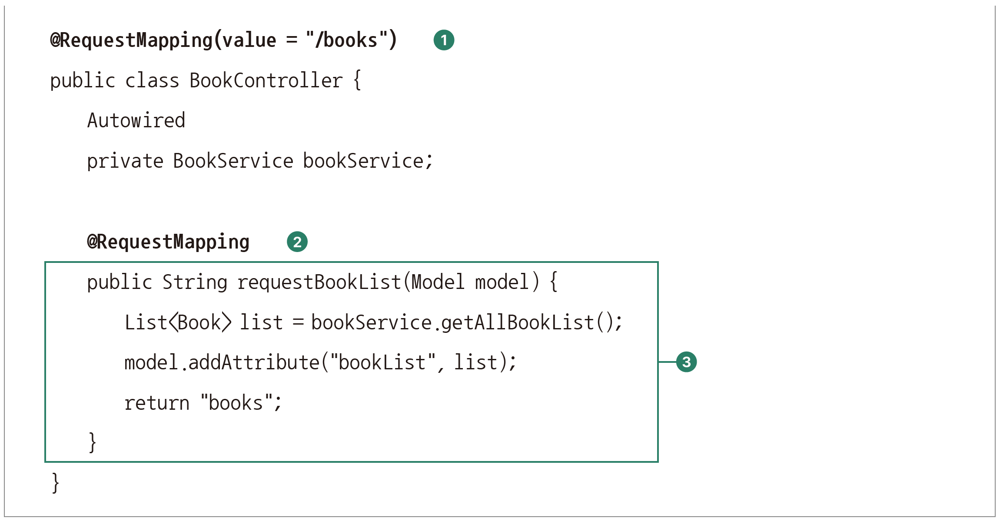 @RequestMapping(value = "/books") 1
public class BookController {
Autowired
private BookService bookService;
@RequestMapping 2
public String requestBookList(Model model) {
List<Book> list = bookService.getAllBookList();
model.addAttribute("bookList", list);
3
return "books";
}
}